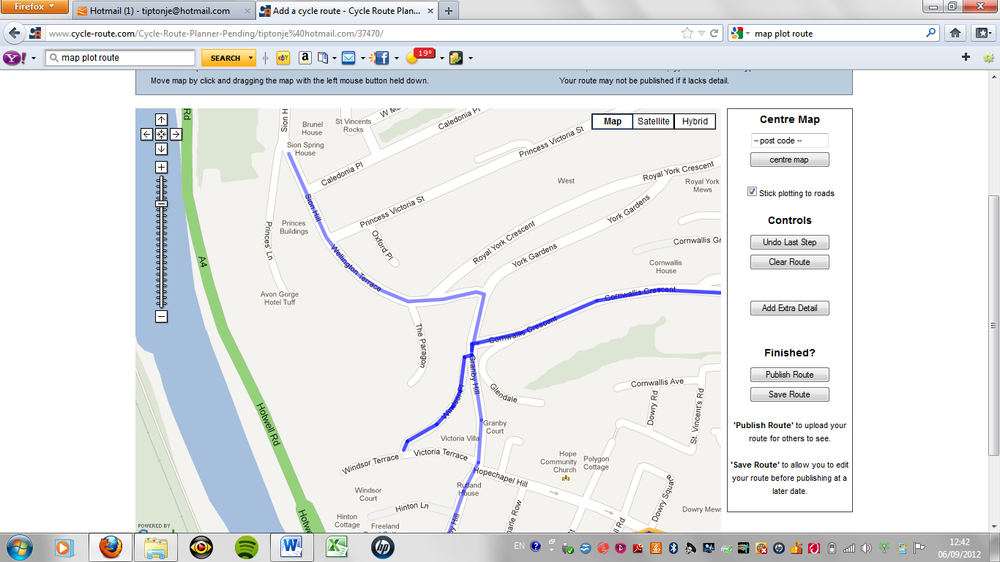 Firefox
Hotmail (1) - tiptonje@hotmail.com
Add a cycle route - Cycle Route Plan...
www.cycle-route.com/Cycle-Route-Planner-Pending/tiptonje%40hotmail.com/37470/
map plot route
map plot route
SEARCH
19°
Move map by click and dragging the map with the left mouse button held down.
Your route may not be published if it lacks detail.
Map
Satellite
Hybrid
Rd
Sion H
Brunel
House
St Vincents
Rocks
W M
Caledonia Pl
Sion Spring
House
Caledonia Pl
Princess Victoria St
West
Royal York Crescent
Royal York
Mews
Sion Hill
Princess Victoria St
York Gardens
Princes
Buildings
Princes' Ln
Oxford Pl
Royal York Crescent
York Gardens
Cornwallis Gr
Cornwallis
House
A4
Wellington Terrace
Avon Gorge
Hotel Tuff
Cornwallis Crescent
Cornwallis Crescent
The Paragon
Granby Hill
Glendale
Cornwallis Ave
Dowry Rd
St. Vincent's Rd
Hotwell Rd
Windsor Pl
Granby
Court
Victoria Villa
Windsor Terrace
Victoria Terrace
Hope
Community
Church
Polygon
Cottage
Hopechapel Hill
Rutland
House
Windsor
Court
Hinton Ln
Hinton
Cottage
Freeland
Dowry Square
Dowry Mews
arie Row
ll Rd
by Hill
Hotw
POWERED BY
Centre Map
-- post code --
centre map
Stick plotting to roads
Controls
Undo Last Step
Clear Route
Add Extra Detail
Finished?
Publish Route
Save Route
'Publish Route' to upload your
route for others to see.
'Save Route' to allow you to edit
your route before publishing at a
later date.
EN
12:42
06/09/2012